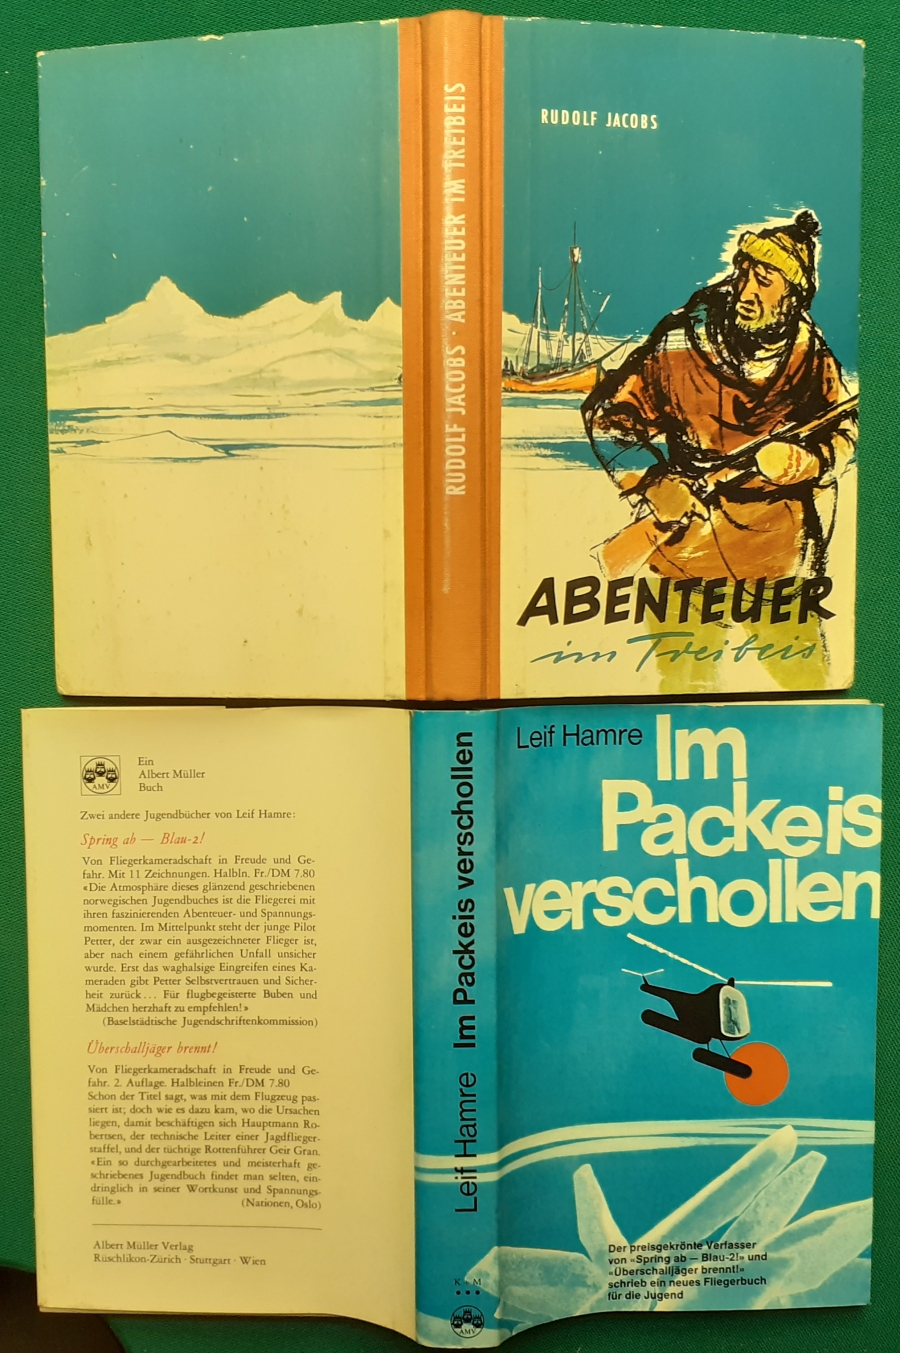 RUDOLF JACOBS · ABENTEUER IM TREIBEIS
RUDOLF JACOBS
ABENTEUER
im Treibeis
AMV
Ein
Albert Müller
Buch
Zwei andere Jugendbücher von Leif Hamre:
Spring ab — Blau-2!
Von Fliegerkameradschaft in Freude und Ge-
fahr. Mit 11 Zeichnungen. Halbln. Fr./DM 7.80
«Die Atmosphäre dieses glänzend geschriebenen
norwegischen Jugendbuches ist die Fliegerei mit
ihren faszinierenden Abenteuer- und Spannungs-
momenten. Im Mittelpunkt steht der junge Pilot
Petter, der zwar ein ausgezeichneter Flieger ist,
aber nach einem gefährlichen Unfall unsicher
wurde. Erst das waghalsige Eingreifen eines Ka-
meraden gibt Petter Selbstvertrauen und Sicher-
heit zurück... Für flugbegeisterte Buben und
Mädchen herzhaft zu empfehlen!»
(Baselstädtische Jugendschriftenkommission)
Überschalljäger brennt!
Von Fliegerkameradschaft in Freude und Ge-
fahr. 2. Auflage. Halbleinen Fr./DM 7.80
Schon der Titel sagt, was mit dem Flugzeug pas-
siert ist; doch wie es dazu kam, wo die Ursachen
liegen, damit beschäftigen sich Hauptmann Ro-
bertsen, der technische Leiter einer Jagdflieger-
staffel, und der tüchtige Rottenführer Geir Gran.
«Ein so durchgearbeitetes und meisterhaft ge-
schriebenes Jugendbuch findet man selten, ein-
dringlich in seiner Wortkunst und Spannungs-
fülle.» (Nationen, Oslo)
Albert Müller Verlag
Rüschlikon-Zürich · Stuttgart · Wien
Leif Hamre Im Packeis verschollen
K+M
AMV
Leif Hamre
Im
Packeis
verschollen
Der preisgekrönte Verfasser
von «Spring ab — Blau-2!» und
«Überschalljäger brennt!»
schrieb ein neues Fliegerbuch
für die Jugend